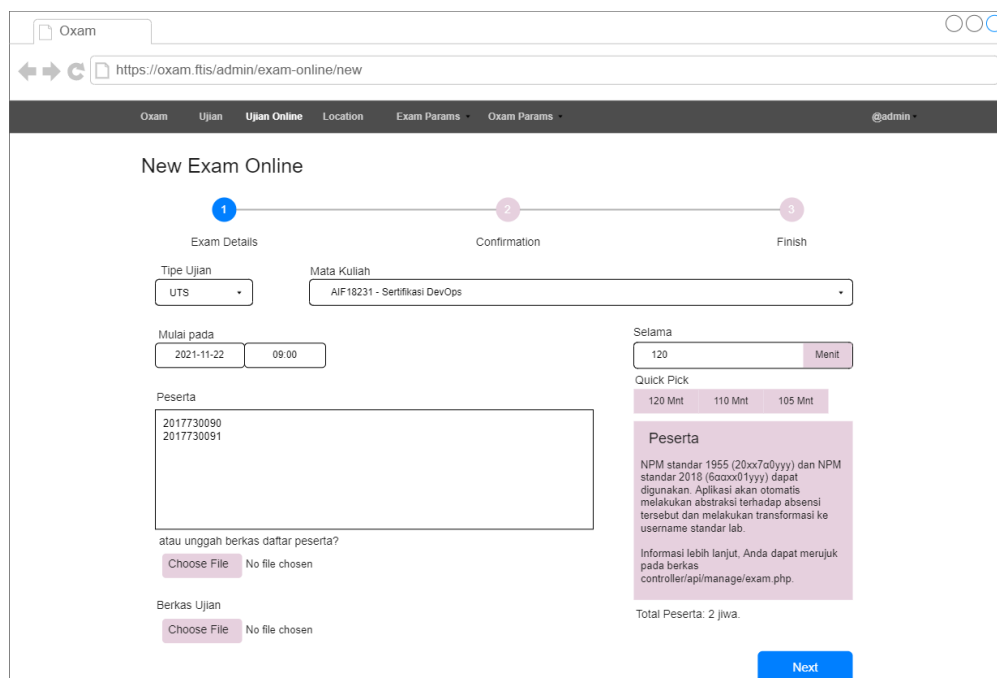 Oxam
https://oxam.ftis/admin/exam-online/new
Oxam Ujian Ujian Online Location Exam Params Oxam Params @admin
New Exam Online
1 2 3
Exam Details Confirmation Finish
Tipe Ujian Mata Kuliah
UTS AIF18231 - Sertifikasi DevOps
Mulai pada Selama
2021-11-22 09:00 120 Menit
Quick Pick
120 Mnt 110 Mnt 105 Mnt
Peserta
2017730090
2017730091
Peserta
NPM standar 1955 (20xx7α0yyy) dan NPM
standar 2018 (6ααxx01yyy) dapat
digunakan. Aplikasi akan otomatis
melakukan abstraksi terhadap absensi
tersebut dan melakukan transformasi ke
username standar lab.
Informasi lebih lanjut, Anda dapat merujuk
pada berkas
controller/api/manage/exam.php.
atau unggah berkas daftar peserta?
Choose File No file chosen
Berkas Ujian
Choose File No file chosen
Total Peserta: 2 jiwa.
Next